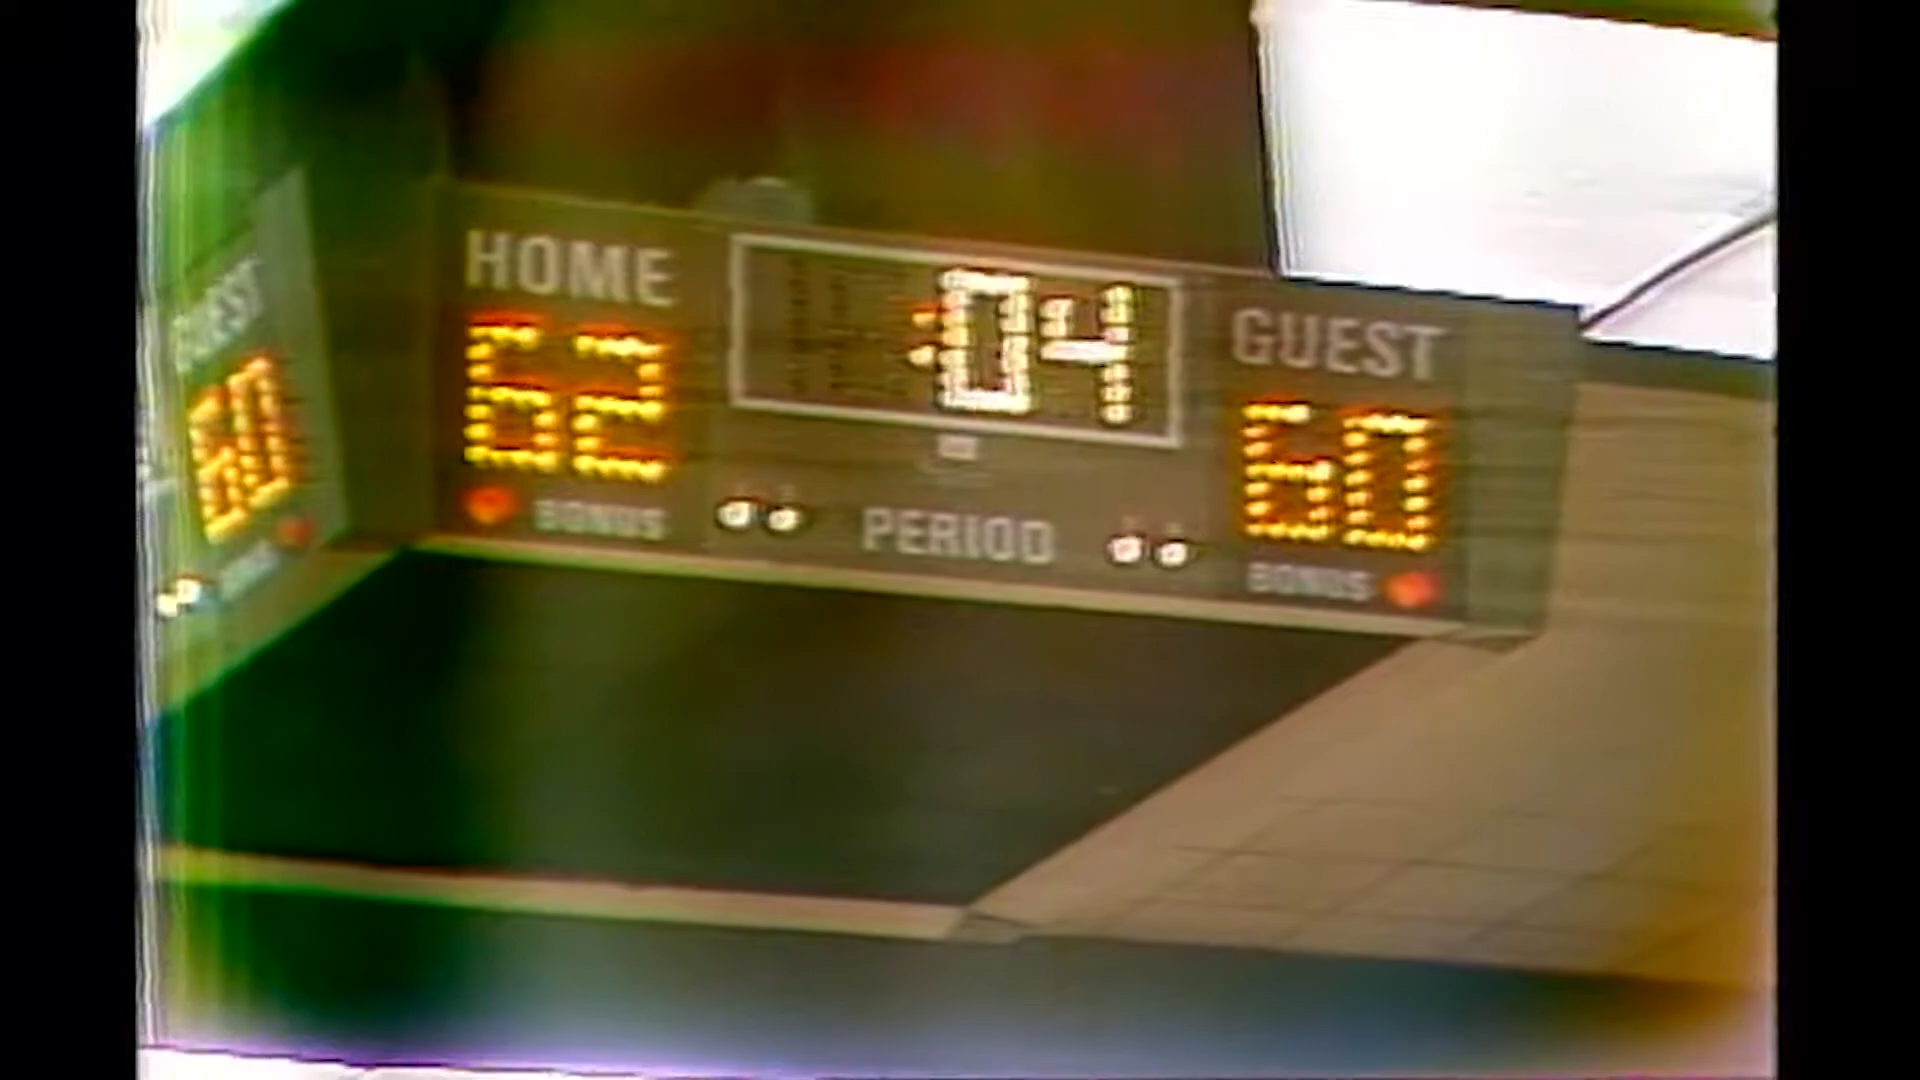 HOME
:04
GUEST
62
60
BONUS
PERIOD
BONUS
GUEST
60